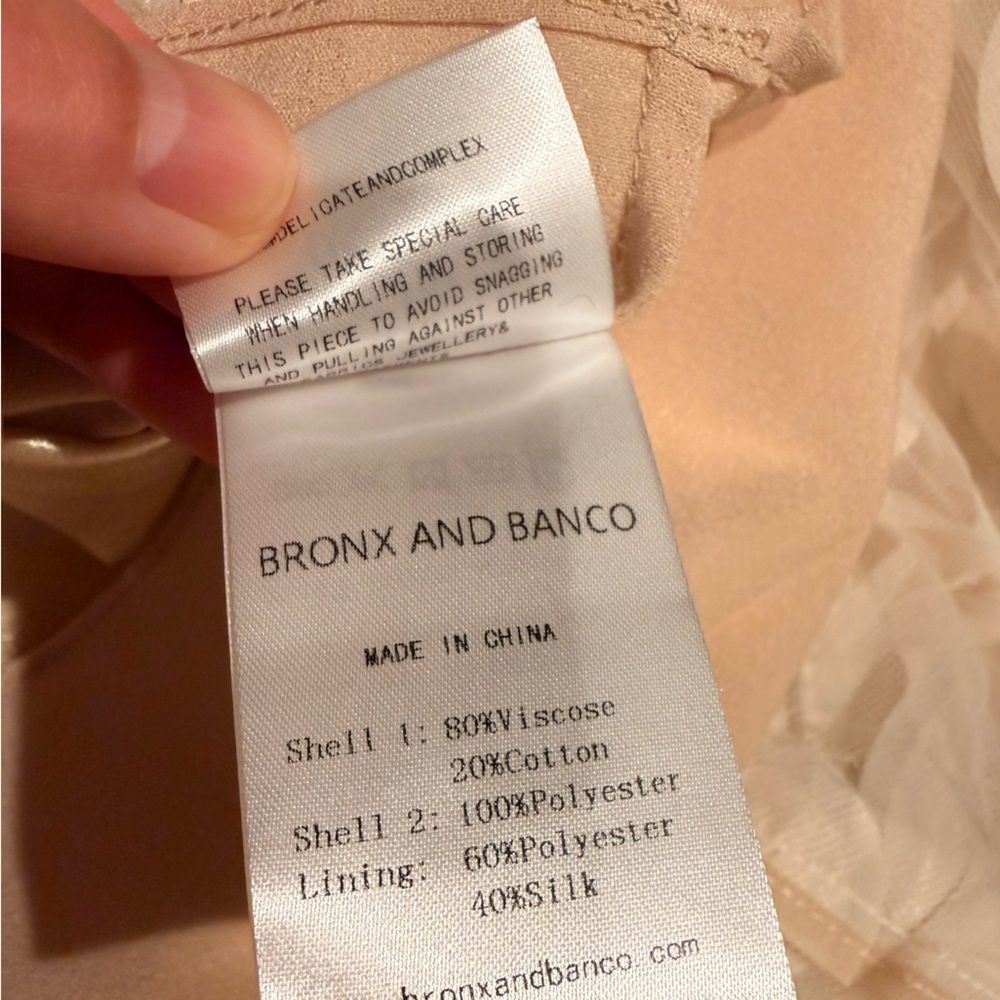 #DELICATEANDCOMPLEX
PLEASE TAKE SPECIAL CARE
WHEN HANDLING AND STORING
THIS PIECE TO AVOID SNAGGING
AND PULLING AGAINST OTHER
JEWELLERY&
BRONX AND BANCO
MADE IN CHINA
Shell 1: 80%Viscose
20%Cotton
Shell 2: 100%Polyester
Lining: 60%Polyester
40%Silk
bronxandbanco.com